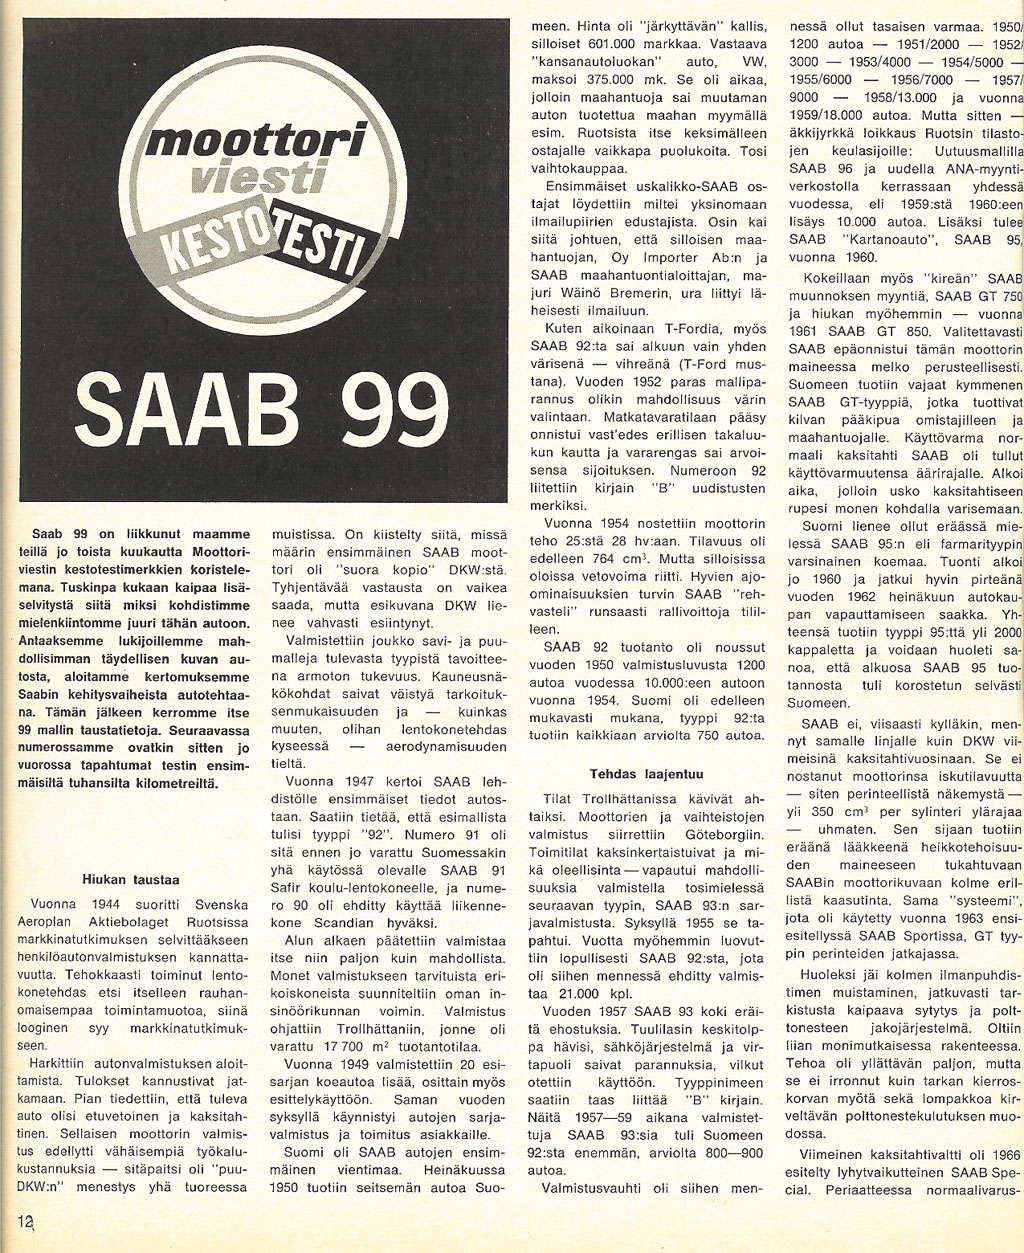 moottori
viesti
KESTO TESTI
SAAB 99
Saab 99 on liikkunut maamme
teillä jo toista kuukautta Moottori-
viestin kestotestimerkkien koristele-
mana. Tuskinpa kukaan kaipaa lisä-
selvitystä siitä miksi kohdistimme
mielenkiintomme juuri tähän autoon.
Antaaksemme lukijoillemme mah-
dollisimman täydellisen kuvan au-
tosta, aloitamme kertomuksemme
Saabin kehitysvaiheista autotehtaa-
na. Tämän jälkeen kerromme itse
99 mallin taustatietoja. Seuraavassa
numerossamme ovatkin sitten jo
vuorossa tapahtumat testin ensim-
mäisiltä tuhansilta kilometreiltä.
Hiukan taustaa
Vuonna 1944 suoritti Svenska
Aeroplan Aktiebolaget Ruotsissa
markkinatutkimuksen selvittääkseen
henkilöautonvalmistuksen kannatta-
vuutta. Tehokkaasti toiminut lento-
konetehdas etsi itselleen rauhan-
omaisempaa toimintamuotoa, siinä
looginen syy markkinatutkimuk-
seen.
Harkittiin autonvalmistuksen aloit-
tamista. Tulokset kannustivat jat-
kamaan. Pian tiedettiin, että tuleva
auto olisi etuvetoinen ja kaksitah-
tinen. Sellaisen moottorin valmis-
tus edellytti vähäisempiä työkalu-
kustannuksia — sitäpaitsi oli "puu-
DKW:n" menestys yhä tuoreessa
muistissa. On kiistelty siitä, missä
määrin ensimmäinen SAAB moot-
tori oli "suora kopio" DKW:stä.
Tyhjentävää vastausta on vaikea
saada, mutta esikuvana DKW lie-
nee vahvasti esiintynyt.
Valmistettiin joukko savi- ja puu-
malleja tulevasta tyypistä tavoittee-
na armoton tukevuus. Kauneusnä-
kökohdat saivat väistyä tarkoituk-
senmukaisuuden ja — kuinkas
muuten, olihan lentokonetehdas
kyseessä — aerodynamisuuden
tieltä.
Vuonna 1947 kertoi SAAB leh-
distölle ensimmäiset tiedot autos-
taan. Saatiin tietää, että esimallista
tulisi tyyppi "92". Numero 91 oli
sitä ennen jo varattu Suomessakin
yhä käytössä olevalle SAAB 91
Safir koulu-lentokoneelle, ja nume-
ro 90 oli ehditty käyttää liikenne-
kone Scandian hyväksi.
Alun alkaen päätettiin valmistaa
itse niin paljon kuin mahdollista.
Monet valmistukseen tarvituista eri-
koiskoneista suunniteltiin oman in-
sinöörikunnan voimin. Valmistus
ohjattiin Trollhättaniin, jonne oli
varattu 17 700 m² tuotantotilaa.
Vuonna 1949 valmistettiin 20 esi-
sarjan koeautoa lisää, osittain myös
esittelykäyttöön. Saman vuoden
syksyllä käynnistyi autojen sarja-
valmistus ja toimitus asiakkaille.
Suomi oli SAAB autojen ensim-
mäinen vientimaa. Heinäkuussa
1950 tuotiin seitsemän autoa Suo-
meen. Hinta oli "järkyttävän" kallis,
silloiset 601.000 markkaa. Vastaava
"kansanautoluokan" auto, VW,
maksoi 375.000 mk. Se oli aikaa,
jolloin maahantuoja sai muutaman
auton tuotettua maahan myymällä
esim. Ruotsista itse keksimälleen
ostajalle vaikkapa puolukoita. Tosi
vaihtokauppaa.
Ensimmäiset uskalikko-SAAB os-
tajat löydettiin miltei yksinomaan
ilmailupiirien edustajista. Osin kai
siitä johtuen, että silloisen maa-
hantuojan, Oy Importer Ab:n ja
SAAB maahantuontialoittajan, ma-
juri Wäinö Bremerin, ura liittyi lä-
heisesti ilmailuun.
Kuten aikoinaan T-Fordia, myös
SAAB 92:ta sai alkuun vain yhden
värisenä — vihreänä (T-Ford mus-
tana). Vuoden 1952 paras mallipa-
rannus olikin mahdollisuus värin
valintaan. Matkatavaratilaan pääsy
onnistui vast'edes erillisen takaluu-
kun kautta ja vararengas sai arvoi-
sensa sijoituksen. Numeroon 92
liitettiin kirjain "B" uudistusten
merkiksi.
Vuonna 1954 nostettiin moottorin
teho 25:stä 28 hv:aan. Tilavuus oli
edelleen 764 cm³. Mutta silloisissa
oloissa vetovoima riitti. Hyvien ajo-
ominaisuuksien turvin SAAB "reh-
vasteli" runsaasti rallivoittoja tilil-
leen.
SAAB 92 tuotanto oli noussut
vuoden 1950 valmistusluvusta 1200
autoa vuodessa 10.000:een autoon
vuonna 1954. Suomi oli edelleen
mukavasti mukana, tyyppi 92:ta
tuotiin kaikkiaan arviolta 750 autoa.
Tehdas laajentuu
Tilat Trollhättanissa kävivät ah-
taiksi. Moottorien ja vaihteistojen
valmistus siirrettiin Göteborgiin.
Toimitilat kaksinkertaistuivat ja mi-
kä oleellisinta — vapautui mahdolli-
suuksia valmistella tosimielessä
seuraavan tyypin, SAAB 93:n sar-
javalmistusta. Syksyllä 1955 se ta-
pahtui. Vuotta myöhemmin luovut-
tiin lopullisesti SAAB 92:sta, jota
oli siihen mennessä ehditty valmis-
taa 21.000 kpl.
Vuoden 1957 SAAB 93 koki eräi-
tä ehostuksia. Tuulilasin keskitolp-
pa hävisi, sähköjärjestelmä ja vir-
tapuoli saivat parannuksia, vilkut
otettiin käyttöön. Tyyppinimeen
saatiin taas liittää "B" kirjain.
Näitä 1957—59 aikana valmistet-
tuja SAAB 93:sia tuli Suomeen
92:sta enemmän, arviolta 800—900
autoa.
Valmistusvauhti oli siihen men-
nessä ollut tasaisen varmaa. 1950/
1200 autoa — 1951/2000 — 1952/
3000 — 1953/4000 — 1954/5000 —
1955/6000 — 1956/7000 — 1957/
9000 — 1958/13.000 ja vuonna
1959/18.000 autoa. Mutta sitten —
äkkijyrkkä loikkaus Ruotsin tilasto-
jen keulasijoille: Uutuusmallilla
SAAB 96 ja uudella ANA-myynti-
verkostolla kerrassaan yhdessä
vuodessa, eli 1959:stä 1960:een
lisäys 10.000 autoa. Lisäksi tulee
SAAB "Kartanoauto", SAAB 95,
vuonna 1960.
Kokeillaan myös "kireän" SAAB
muunnoksen myyntiä, SAAB GT 750
ja hiukan myöhemmin — vuonna
1961 SAAB GT 850. Valitettavasti
SAAB epäonnistui tämän moottorin
maineessa melko perusteellisesti.
Suomeen tuotiin vajaat kymmenen
SAAB GT-tyyppiä, jotka tuottivat
kilvan pääkipua omistajilleen ja
maahantuojalle. Käyttövarma nor-
maali kaksitahti SAAB oli tullut
käyttövarmuutensa äärirajalle. Alkoi
aika, jolloin usko kaksitahtiseen
rupesi monen kohdalla varisemaan.
Suomi lienee ollut eräässä mie-
lessä SAAB 95:n eli farmarityypin
varsinainen koemaa. Tuonti alkoi
jo 1960 ja jatkui hyvin pirteänä
vuoden 1962 heinäkuun autokau-
pan vapauttamiseen saakka. Yh-
teensä tuotiin tyyppi 95:ttä yli 2000
kappaletta ja voidaan huoleti sa-
noa, että alkuosa SAAB 95 tuo-
tannosta tuli korostetun selvästi
Suomeen.
SAAB ei, viisaasti kylläkin, men-
nyt samalle linjalle kuin DKW vii-
meisinä kaksitahtivuosinaan. Se ei
nostanut moottorinsa iskutilavuutta
— siten perinteellistä näkemystä —
yli 350 cm³ per sylinteri ylärajaa
— uhmaten. Sen sijaan tuotiin
eräänä lääkkeenä heikkotehoisuu-
den maineeseen tukahtuvaan
SAABin moottorikuvaan kolme eril-
listä kaasutinta. Sama "systeemi",
jota oli käytetty vuonna 1963 ensi-
esitellyssä SAAB Sportissa, GT tyy-
pin perinteiden jatkajassa.
Huoleksi jäi kolmen ilmanpuhdis-
timen muistaminen, jatkuvasti tar-
kistusta kaipaava sytytys ja polt-
tonesteen jakojärjestelmä. Oltiin
liian monimutkaisessa rakenteessa.
Tehoa oli yllättävän paljon, mutta
se ei irronnut kuin tarkan kierros-
korvan myötä sekä lompakkoa kir-
veltävän polttonestekulutuksen muo-
dossa.
Viimeinen kaksitahtivaltti oli 1966
esitelty lyhytvaikutteinen SAAB Spe-
cial. Periaatteessa normaalivarus-
12